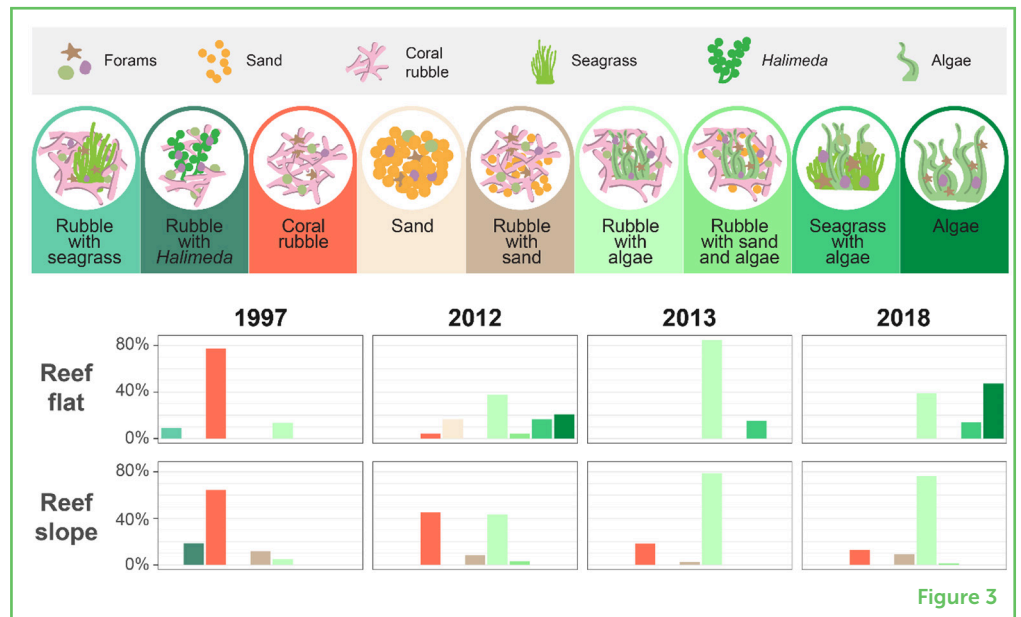 Forams
Sand
Coral
rubble
Seagrass
Halimeda
Algae
Rubble
with
seagrass
Rubble
with
Halimeda
Coral
rubble
Sand
Rubble
with
sand
Rubble
with
algae
Rubble
with sand
and algae
Seagrass
with
algae
Algae
1997
2012
2013
2018
Reef
flat
80%
40%
0%
Reef
slope
80%
40%
0%
Figure 3